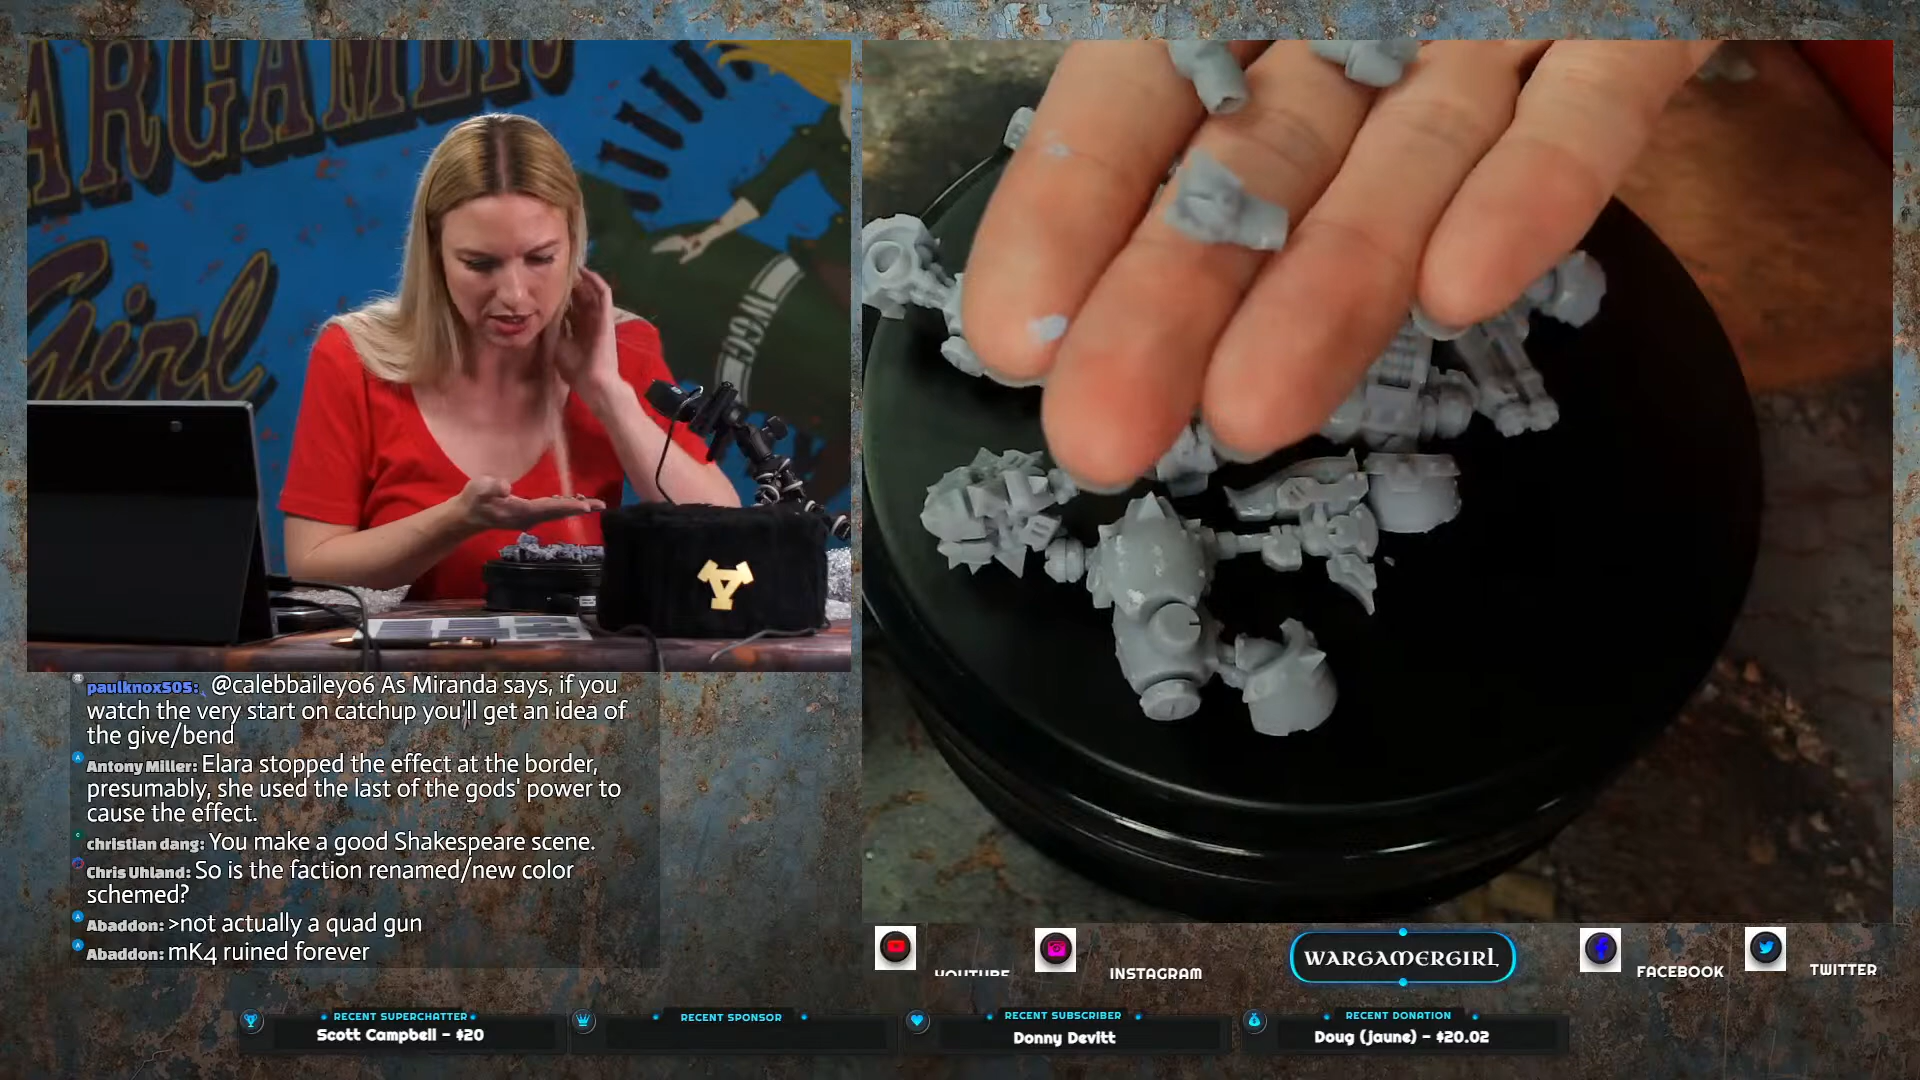 ARGAMER
Girl
WGG
paulknox505: @calebbailey06 As Miranda says, if you
watch the very start on catchup you'll get an idea of
the give/bend
Antony Miller: Elara stopped the effect at the border,
presumably, she used the last of the gods' power to
cause the effect.
christian dang: You make a good Shakespeare scene.
Chris Uhland: So is the faction renamed/new color
schemed?
Abaddon: >not actually a quad gun
Abaddon: mK4 ruined forever
YOUTUBE
INSTAGRAM
WARGAMERGIRL
FACEBOOK
TWITTER
RECENT SUPERCHATTER
Scott Campbell - $20
RECENT SPONSOR
RECENT SUBSCRIBER
Donny Devitt
RECENT DONATION
Doug (jaune) - $20.02